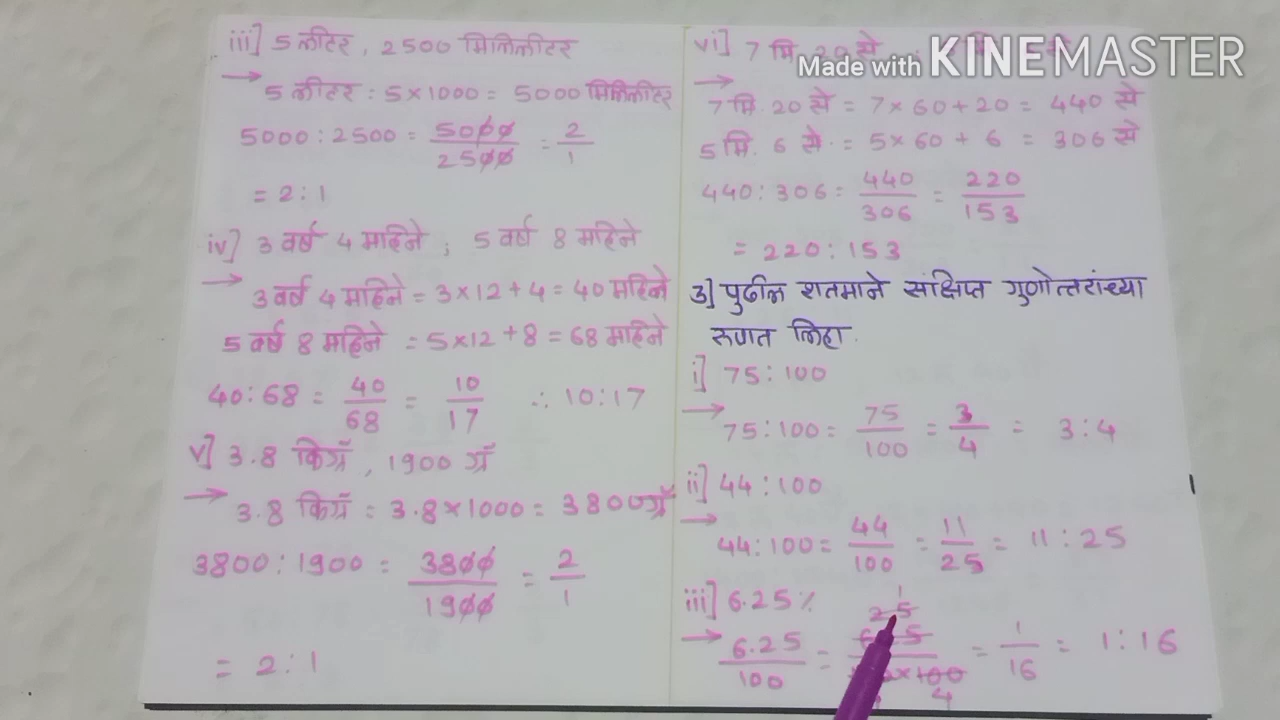 iii] 5 लीटर, 2500 मिलिलीटर
→ 5 लीटर : 5×1000 = 5000 मिलिलीटर
5000 : 2500 = 5000/2500 = 2/1
= 2 : 1
iv] 3 वर्ष 4 महिने ; 5 वर्ष 8 महिने
→ 3 वर्ष 4 महिने = 3×12+4 = 40 महिने
5 वर्ष 8 महिने = 5×12+8 = 68 महिने
40:68 = 40/68 = 10/17 ∴ 10:17
v] 3.8 किग्रॅ, 1900 ग्रॅ
→ 3.8 किग्रॅ = 3.8×1000 = 3800 ग्रॅ
3800:1900 = 3800/1900 = 2/1
= 2:1
vi] 7 मि. 20 से
Made with KINEMASTER
→ 7 मि. 20 से = 7×60+20 = 440 से
5 मि. 6 से. = 5×60 + 6 = 306 से
440:306 = 440/306 = 220/153
= 220:153
3] पुढील शतमाने संक्षिप्त गुणोत्तरांच्या
रुपात लिहा.
i] 75:100
→ 75:100 = 75/100 = 3/4 = 3:4
ii] 44:100
→ 44:100 = 44/100 = 11/25 = 11:25
iii] 6.25%
→ 6.25/100 = = 1/16 = 1:16